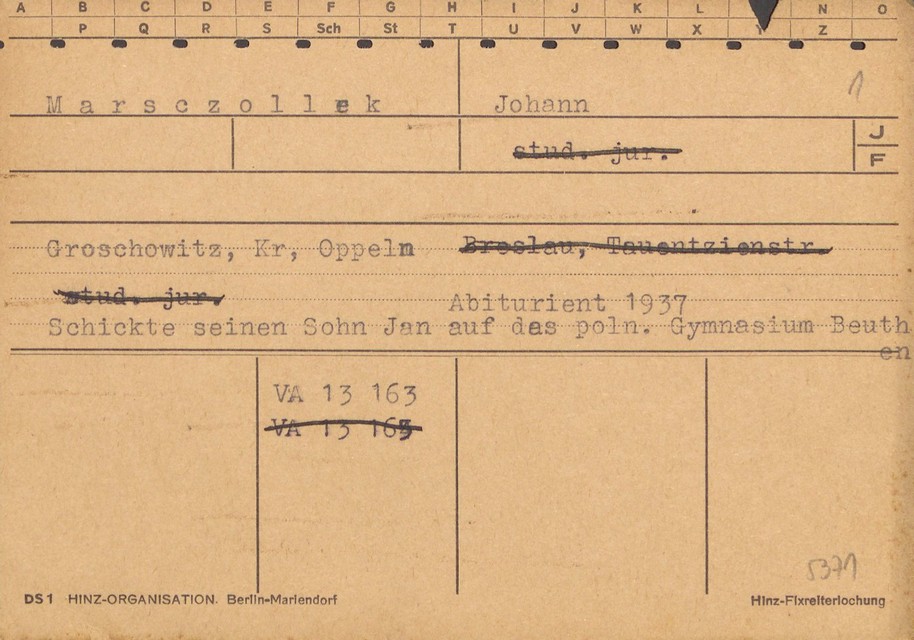 A B C D E F G H I J K L N O
P Q R S Sch St T U V W X Y Z
Marsczollek Johann
1
stud. jur.
J
F
Groschowitz, Kr, Oppeln Breslau, Tauentzienstr.
stud. jur.
Abiturient 1937
Schickte seinen Sohn Jan auf das poln. Gymnasium Beuth
en
VA 13 163
VA 13 163
5371
DS1 HINZ-ORGANISATION. Berlin-Mariendorf Hinz-Fixreiterlochung